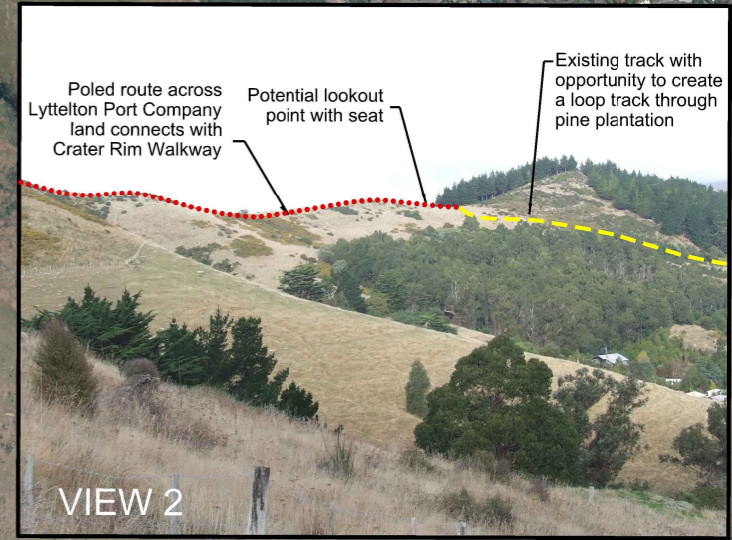 Poled route across
Lyttelton Port Company
land connects with
Crater Rim Walkway
Potential lookout
point with seat
Existing track with
opportunity to create
a loop track through
pine plantation
VIEW 2